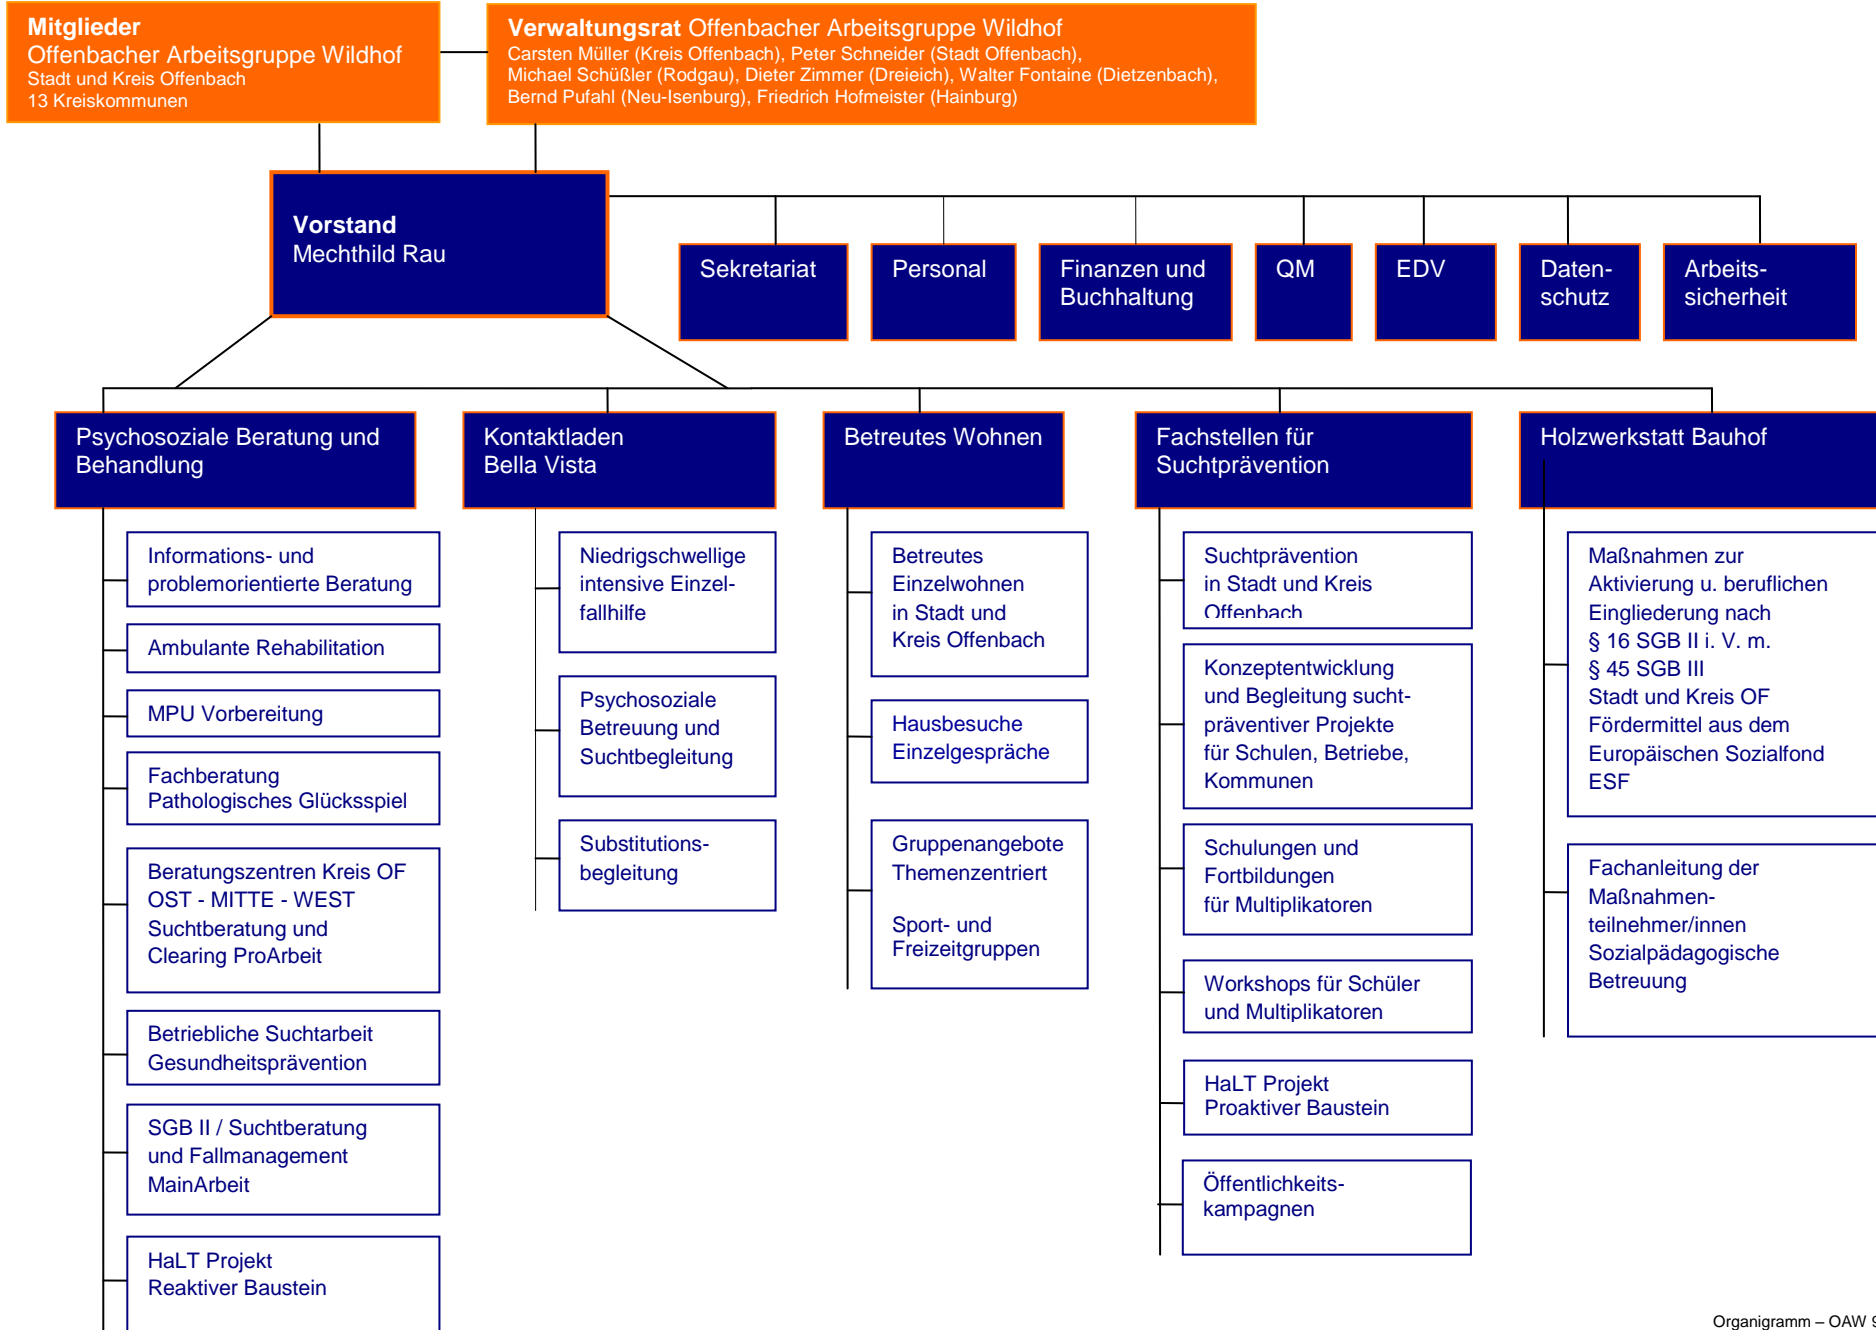 Mitglieder
Offenbacher Arbeitsgruppe Wildhof
Stadt und Kreis Offenbach
13 Kreiskommunen
Verwaltungsrat Offenbacher Arbeitsgruppe Wildhof
Carsten Müller (Kreis Offenbach), Peter Schneider (Stadt Offenbach),
Michael Schüßler (Rodgau), Dieter Zimmer (Dreieich), Walter Fontaine (Dietzenbach),
Bernd Pufahl (Neu-Isenburg), Friedrich Hofmeister (Hainburg)
Vorstand
Mechthild Rau
Sekretariat
Personal
Finanzen und
Buchhaltung
QM
EDV
Daten-
schutz
Arbeits-
sicherheit
Psychosoziale Beratung und
Behandlung
Informations- und
problemorientierte Beratung
Ambulante Rehabilitation
MPU Vorbereitung
Fachberatung
Pathologisches Glücksspiel
Beratungszentren Kreis OF
OST - MITTE - WEST
Suchtberatung und
Clearing ProArbeit
Betriebliche Suchtarbeit
Gesundheitsprävention
SGB II / Suchtberatung
und Fallmanagement
MainArbeit
HaLT Projekt
Reaktiver Baustein
Kontaktladen
Bella Vista
Niedrigschwellige
intensive Einzel-
fallhilfe
Psychosoziale
Betreuung und
Suchtbegleitung
Substitutions-
begleitung
Betreutes Wohnen
Betreutes
Einzelwohnen
in Stadt und
Kreis Offenbach
Hausbesuche
Einzelgespräche
Gruppenangebote
Themenzentriert
Sport- und
Freizeitgruppen
Fachstellen für
Suchtprävention
Suchtprävention
in Stadt und Kreis
Offenbach
Konzeptentwicklung
und Begleitung sucht-
präventiver Projekte
für Schulen, Betriebe,
Kommunen
Schulungen und
Fortbildungen
für Multiplikatoren
Workshops für Schüler
und Multiplikatoren
HaLT Projekt
Proaktiver Baustein
Öffentlichkeits-
kampagnen
Holzwerkstatt Bauhof
Maßnahmen zur
Aktivierung u. beruflichen
Eingliederung nach
§ 16 SGB II i. V. m.
§ 45 SGB III
Stadt und Kreis OF
Fördermittel aus dem
Europäischen Sozialfond
ESF
Fachanleitung der
Maßnahmen-
teilnehmer/innen
Sozialpädagogische
Betreuung
Organigramm – OAW 9